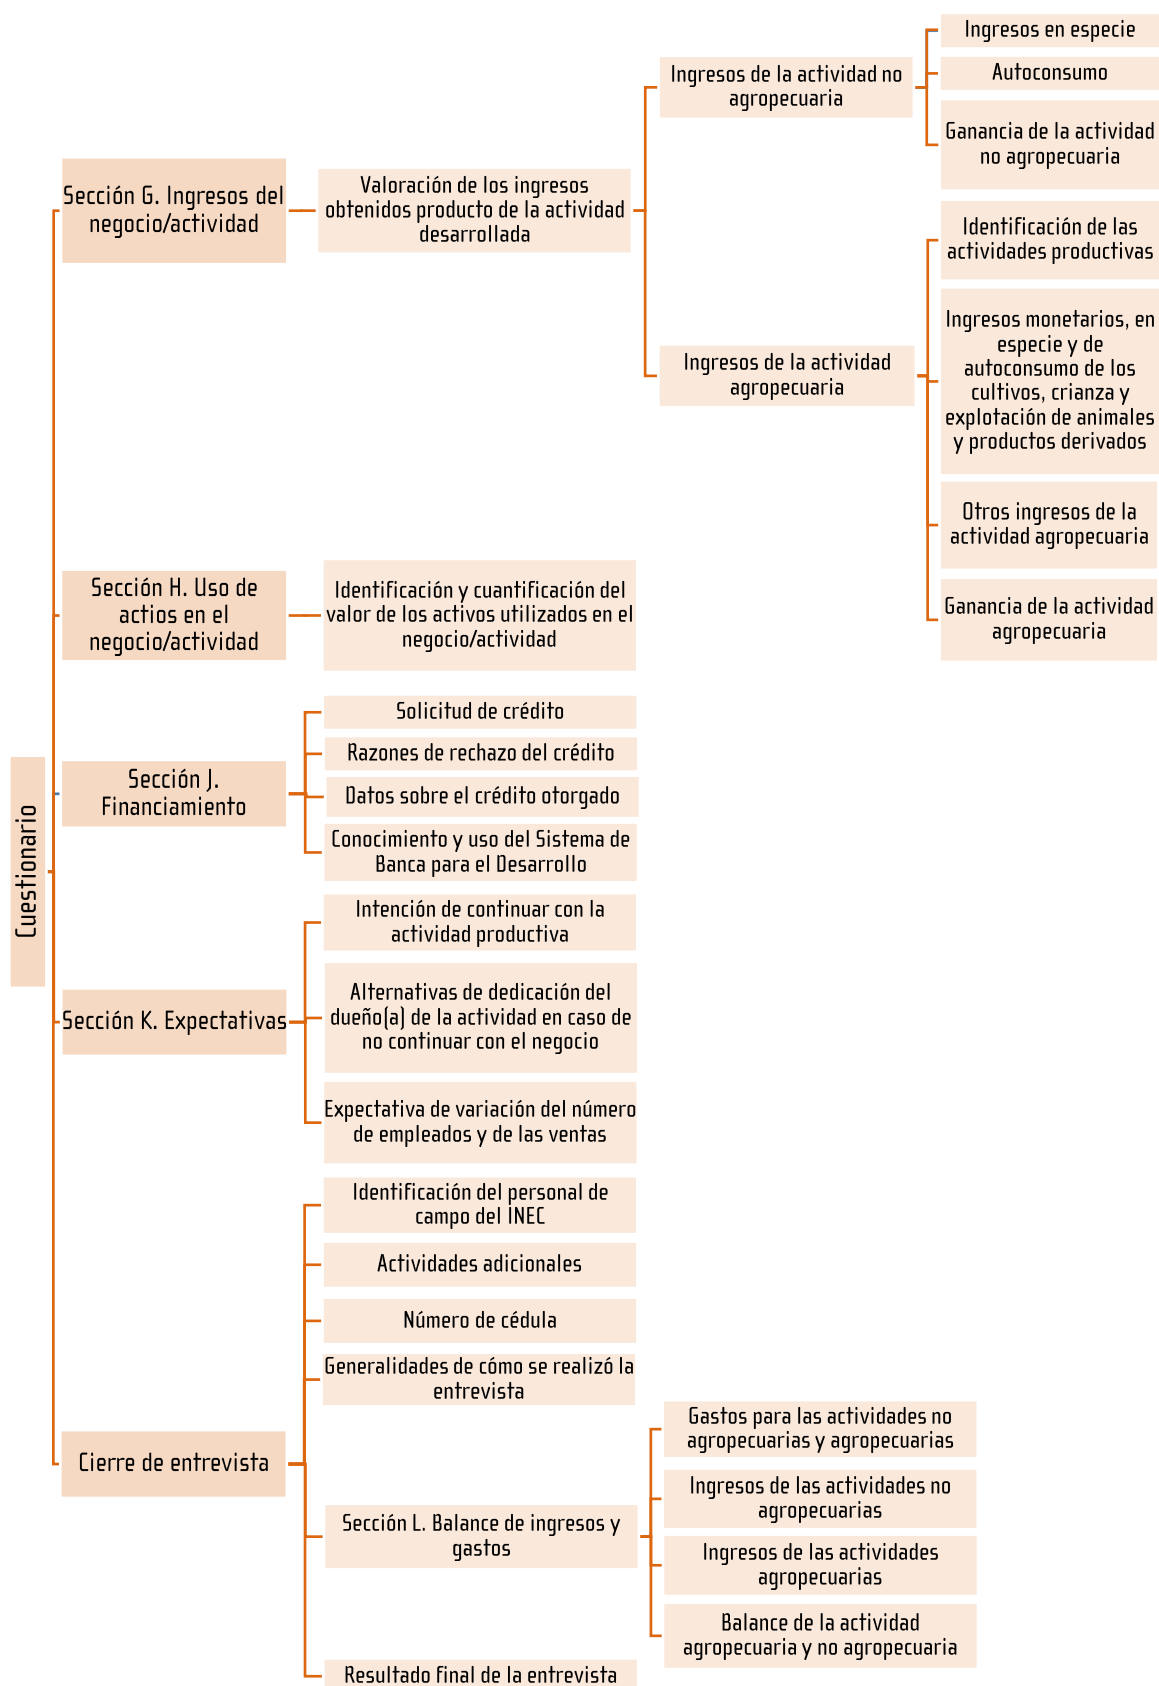 Cuestionario
Sección G. Ingresos del
negocio/actividad
Valoración de los ingresos
obtenidos producto de la actividad
desarrollada
Ingresos de la actividad no
agropecuaria
Ingresos en especie
Autoconsumo
Ganancia de la actividad
no agropecuaria
Ingresos de la actividad
agropecuaria
Identificación de las
actividades productivas
Ingresos monetarios, en
especie y de
autoconsumo de los
cultivos, crianza y
explotación de animales
y productos derivados
Otros ingresos de la
actividad agropecuaria
Ganancia de la actividad
agropecuaria
Sección H. Uso de
actios en el
negocio/actividad
Identificación y cuantificación del
valor de los activos utilizados en el
negocio/actividad
Sección J.
Financiamiento
Solicitud de crédito
Razones de rechazo del crédito
Datos sobre el crédito otorgado
Conocimiento y uso del Sistema de
Banca para el Desarrollo
Sección K. Expectativas
Intención de continuar con la
actividad productiva
Alternativas de dedicación del
dueño(a) de la actividad en caso de
no continuar con el negocio
Expectativa de variación del número
de empleados y de las ventas
Cierre de entrevista
Identificación del personal de
campo del INEC
Actividades adicionales
Número de cédula
Generalidades de cómo se realizó la
entrevista
Sección L. Balance de ingresos y
gastos
Gastos para las actividades no
agropecuarias y agropecuarias
Ingresos de las actividades no
agropecuarias
Ingresos de las actividades
agropecuarias
Balance de la actividad
agropecuaria y no agropecuaria
Resultado final de la entrevista